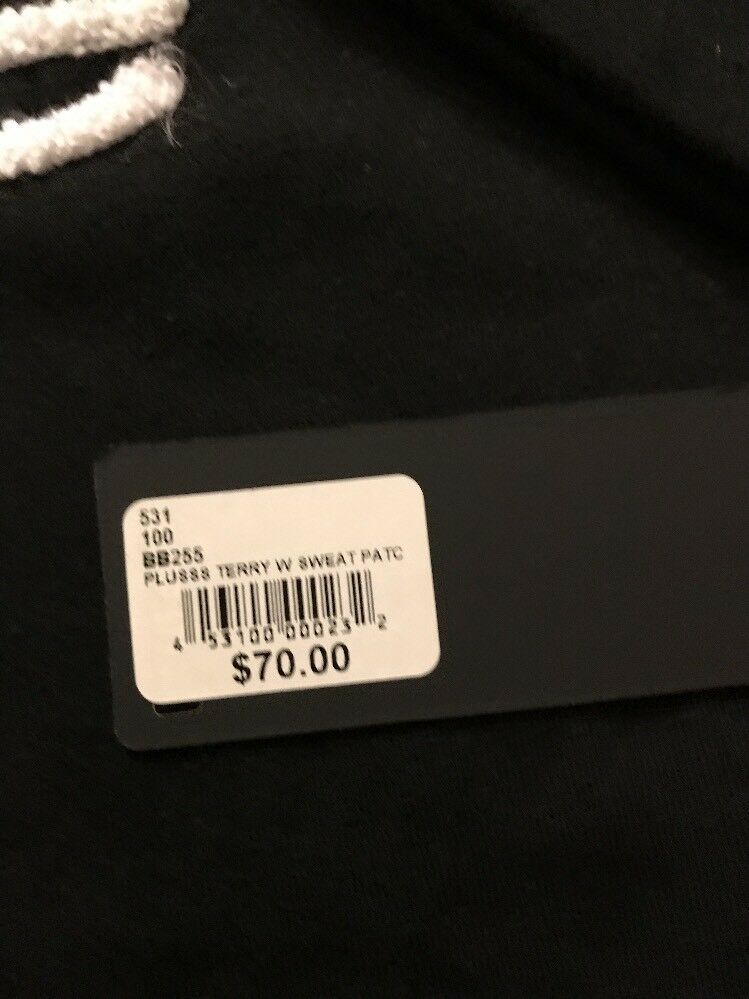 531
100
BB255
PLUSSS TERRY W SWEAT PATC
4 53100 00023 2
$70.00